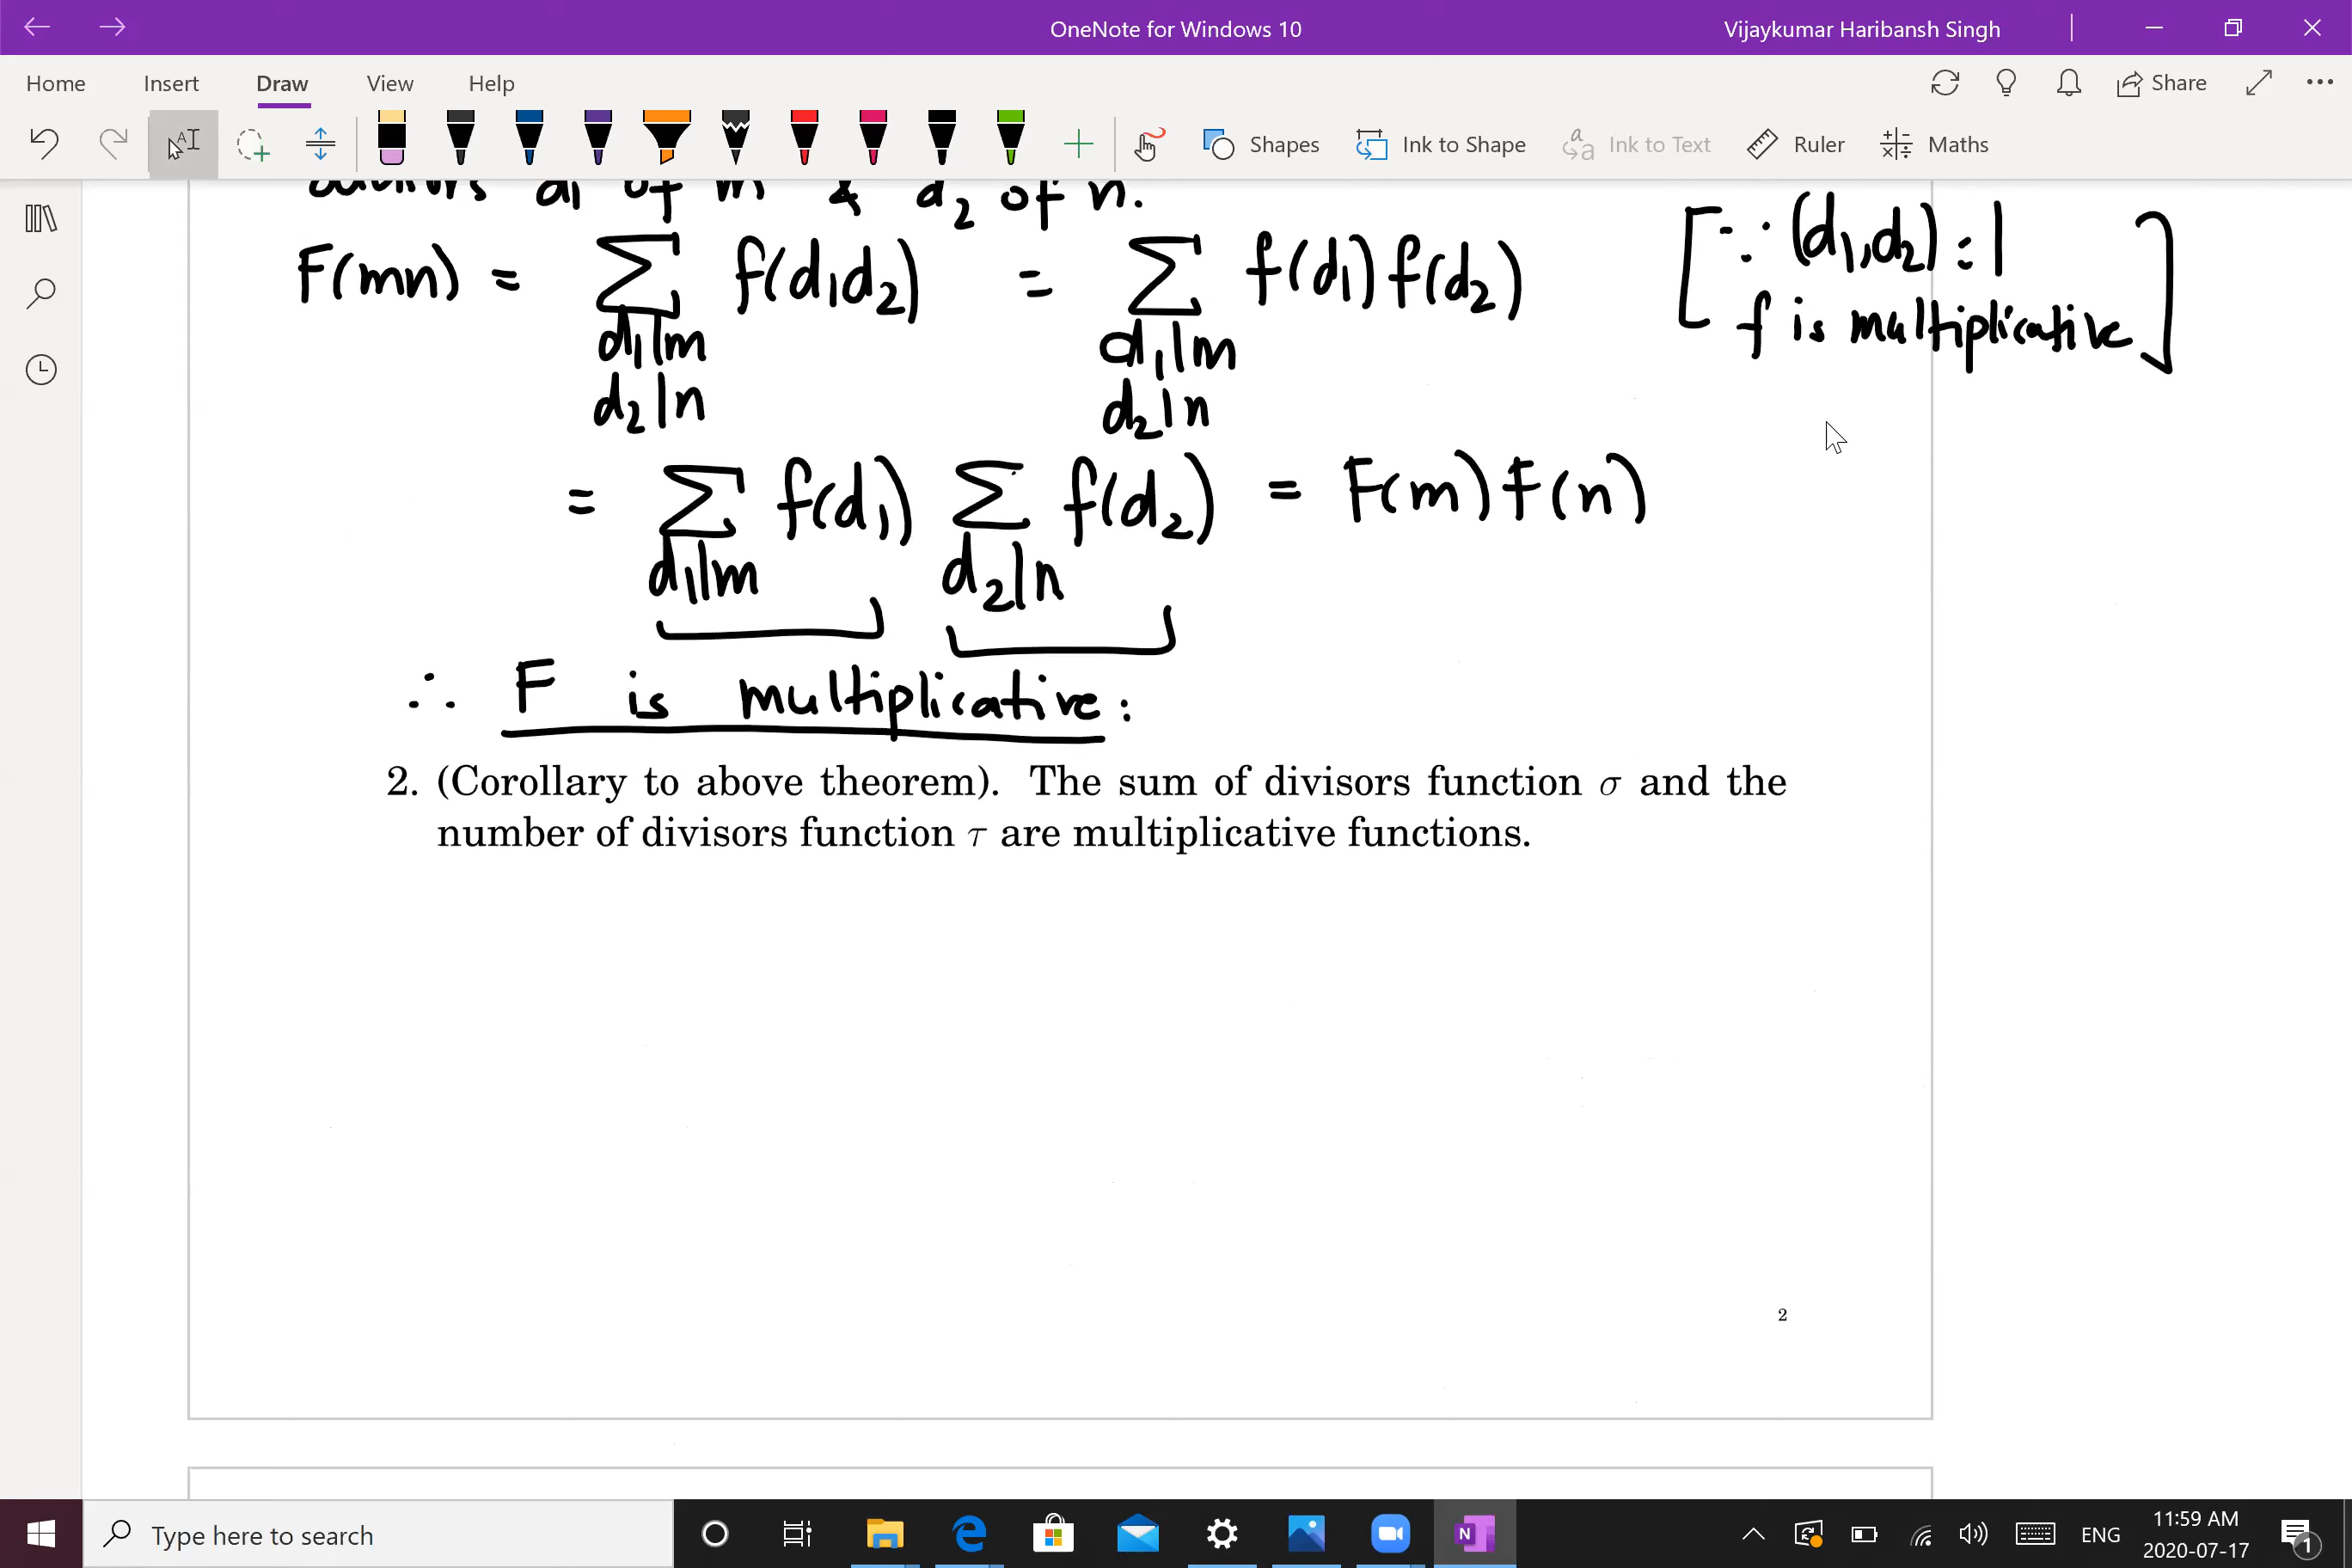 OneNote for Windows 10
Vijaykumar Haribansh Singh
Home Insert Draw View Help
Share
Shapes Ink to Shape Ink to Text Ruler Maths
d₁ of m & d₂ of n.
F(mn) = Σ f(d₁d₂) = Σ f(d₁) f(d₂)
d₁|m d₁|m
d₂|n d₂|n
[∵ (d₁,d₂) = 1
f is multiplicative]
= Σ f(d₁) Σ f(d₂) = F(m) F(n)
d₁|m d₂|n
∴ F is multiplicative.
2. (Corollary to above theorem). The sum of divisors function σ and the
number of divisors function τ are multiplicative functions.
2
Type here to search
N
ENG
11:59 AM
2020-07-17
1